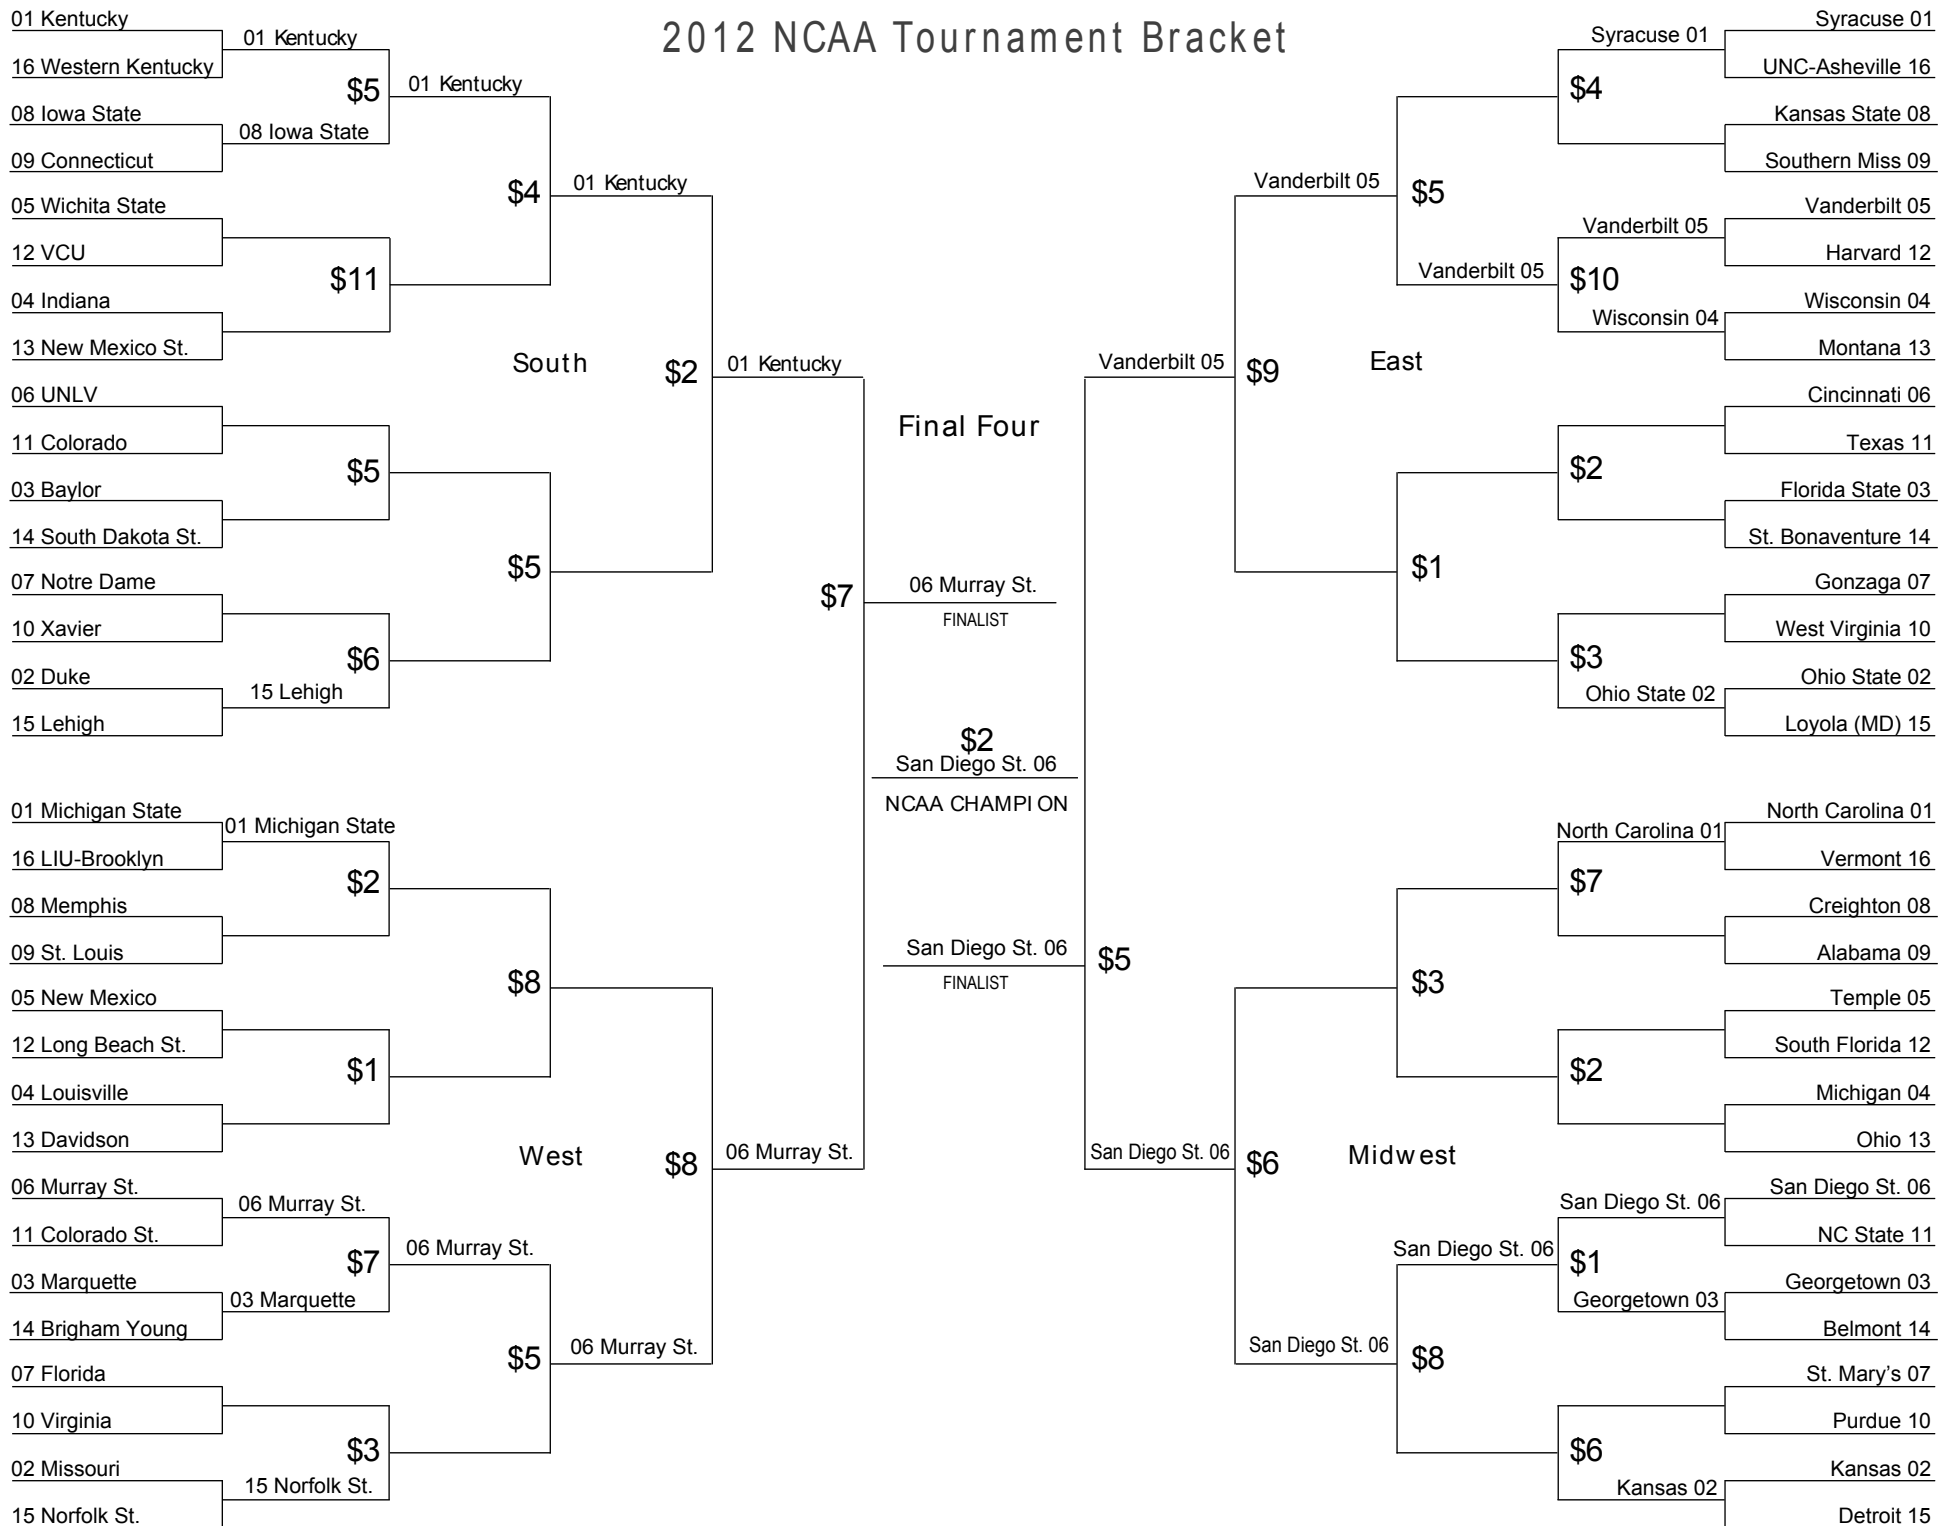 2012 NCAA Tournament Bracket
01 Kentucky
16 Western Kentucky
08 Iowa State
09 Connecticut
05 Wichita State
12 VCU
04 Indiana
13 New Mexico St.
06 UNLV
11 Colorado
03 Baylor
14 South Dakota St.
07 Notre Dame
10 Xavier
02 Duke
15 Lehigh
01 Kentucky
$5
08 Iowa State
$11
$5
$6
15 Lehigh
01 Kentucky
$4
$5
01 Kentucky
South
$2
01 Kentucky
01 Michigan State
16 LIU-Brooklyn
08 Memphis
09 St. Louis
05 New Mexico
12 Long Beach St.
04 Louisville
13 Davidson
06 Murray St.
11 Colorado St.
03 Marquette
14 Brigham Young
07 Florida
10 Virginia
02 Missouri
15 Norfolk St.
01 Michigan State
$2
$1
06 Murray St.
$7
03 Marquette
$3
15 Norfolk St.
$8
06 Murray St.
$5
06 Murray St.
West
$8
06 Murray St.
Final Four
$7
06 Murray St.
FINALIST
$2
San Diego St. 06
NCAA CHAMPION
San Diego St. 06
FINALIST
$5
Vanderbilt 05
$9
East
Vanderbilt 05
$5
Vanderbilt 05
$1
Syracuse 01
$4
Vanderbilt 05
$10
Wisconsin 04
$2
$3
Ohio State 02
Syracuse 01
UNC-Asheville 16
Kansas State 08
Southern Miss 09
Vanderbilt 05
Harvard 12
Wisconsin 04
Montana 13
Cincinnati 06
Texas 11
Florida State 03
St. Bonaventure 14
Gonzaga 07
West Virginia 10
Ohio State 02
Loyola (MD) 15
San Diego St. 06
$6
Midwest
San Diego St. 06
$3
San Diego St. 06
$8
North Carolina 01
$7
$2
San Diego St. 06
$1
Georgetown 03
$6
Kansas 02
North Carolina 01
Vermont 16
Creighton 08
Alabama 09
Temple 05
South Florida 12
Michigan 04
Ohio 13
San Diego St. 06
NC State 11
Georgetown 03
Belmont 14
St. Mary's 07
Purdue 10
Kansas 02
Detroit 15